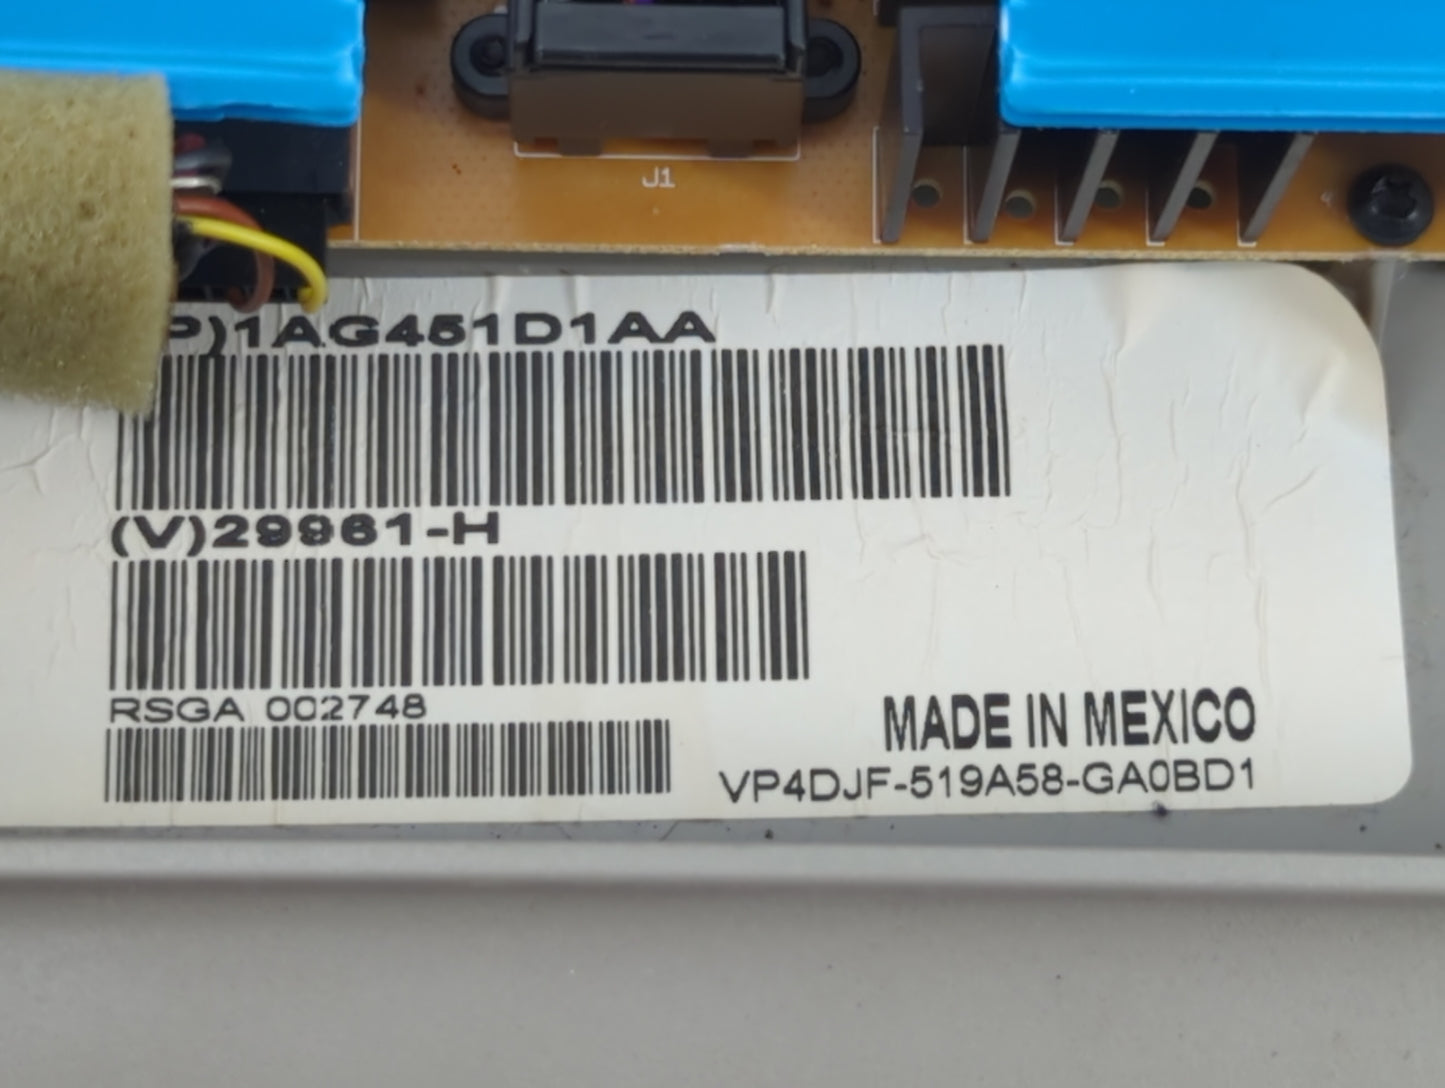 J1
P)1AG451D1AA
(V)29961-H
RSGA 002748
MADE IN MEXICO
VP4DJF-519A58-GA0BD1